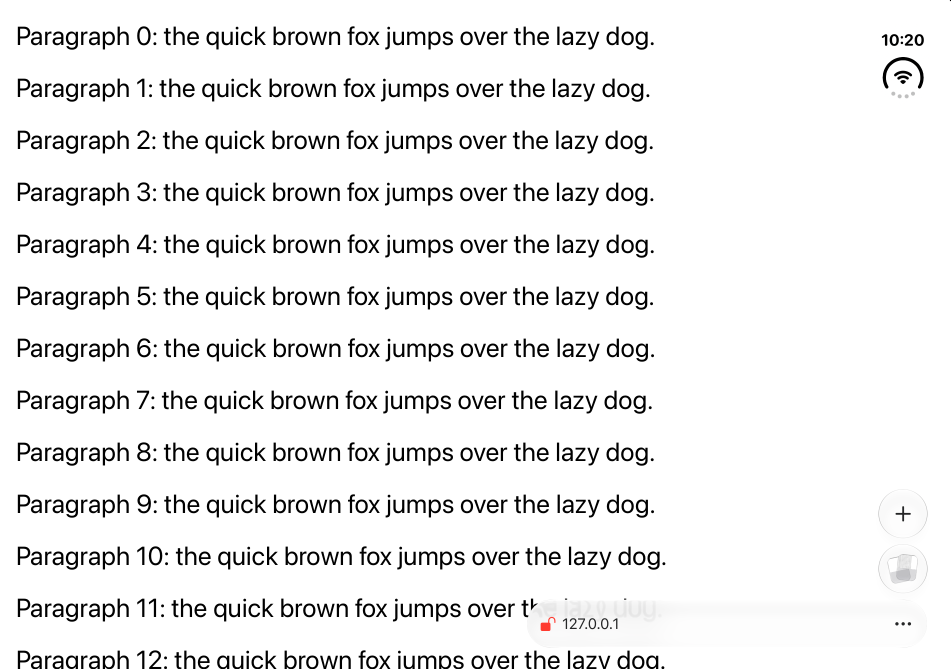 Paragraph 0: the quick brown fox jumps over the lazy dog.
10:20
Paragraph 1: the quick brown fox jumps over the lazy dog.
Paragraph 2: the quick brown fox jumps over the lazy dog.
Paragraph 3: the quick brown fox jumps over the lazy dog.
Paragraph 4: the quick brown fox jumps over the lazy dog.
Paragraph 5: the quick brown fox jumps over the lazy dog.
Paragraph 6: the quick brown fox jumps over the lazy dog.
Paragraph 7: the quick brown fox jumps over the lazy dog.
Paragraph 8: the quick brown fox jumps over the lazy dog.
Paragraph 9: the quick brown fox jumps over the lazy dog.
Paragraph 10: the quick brown fox jumps over the lazy dog.
Paragraph 11: the quick brown fox jumps over the lazy dog.
127.0.0.1
Paragraph 12: the quick brown fox jumps over the lazy dog.